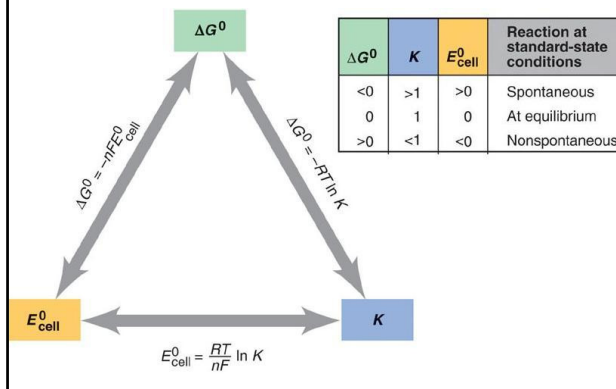 ΔG⁰
ΔG⁰ = –nFE⁰cell
ΔG⁰ = –RT ln K
E⁰cell
K
E⁰cell = RT/nF ln K
ΔG⁰ K E⁰cell Reaction at standard-state conditions
<0 >1 >0 Spontaneous
0 1 0 At equilibrium
>0 <1 <0 Nonspontaneous